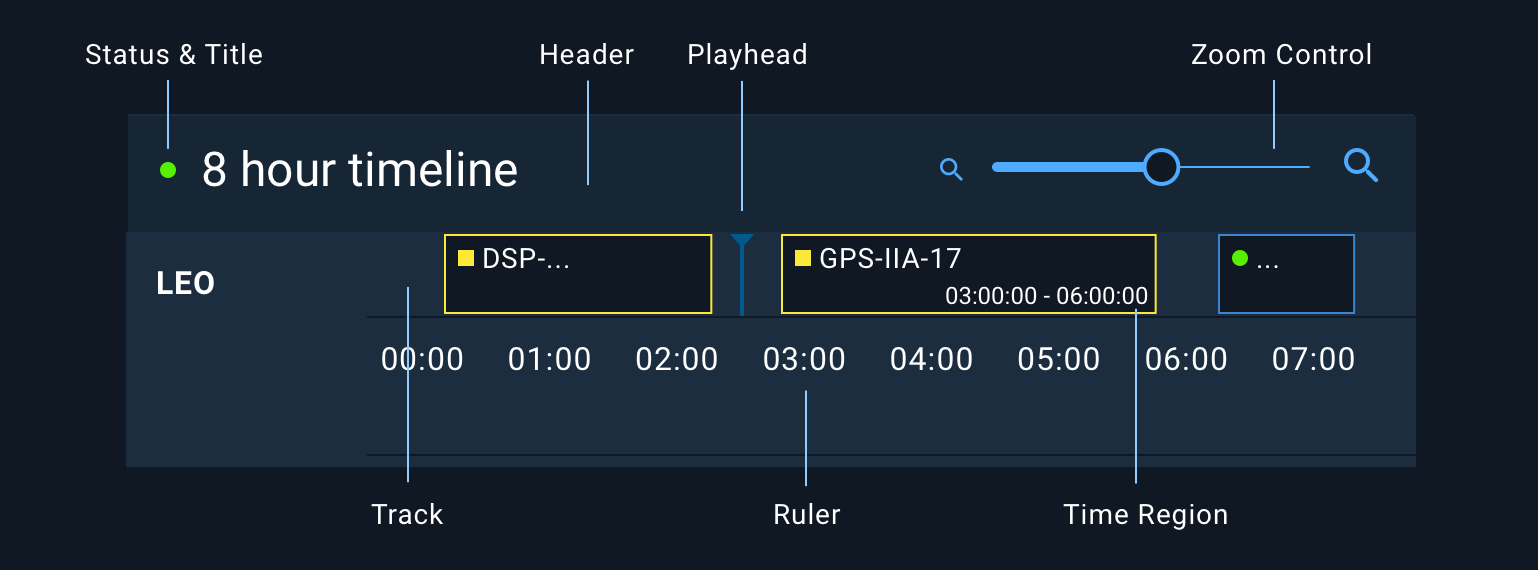 Status & Title
Header
Playhead
Zoom Control
8 hour timeline
LEO
DSP-...
GPS-IIA-17
03:00:00 - 06:00:00
...
00:00 01:00 02:00 03:00 04:00 05:00 06:00 07:00
Track
Ruler
Time Region